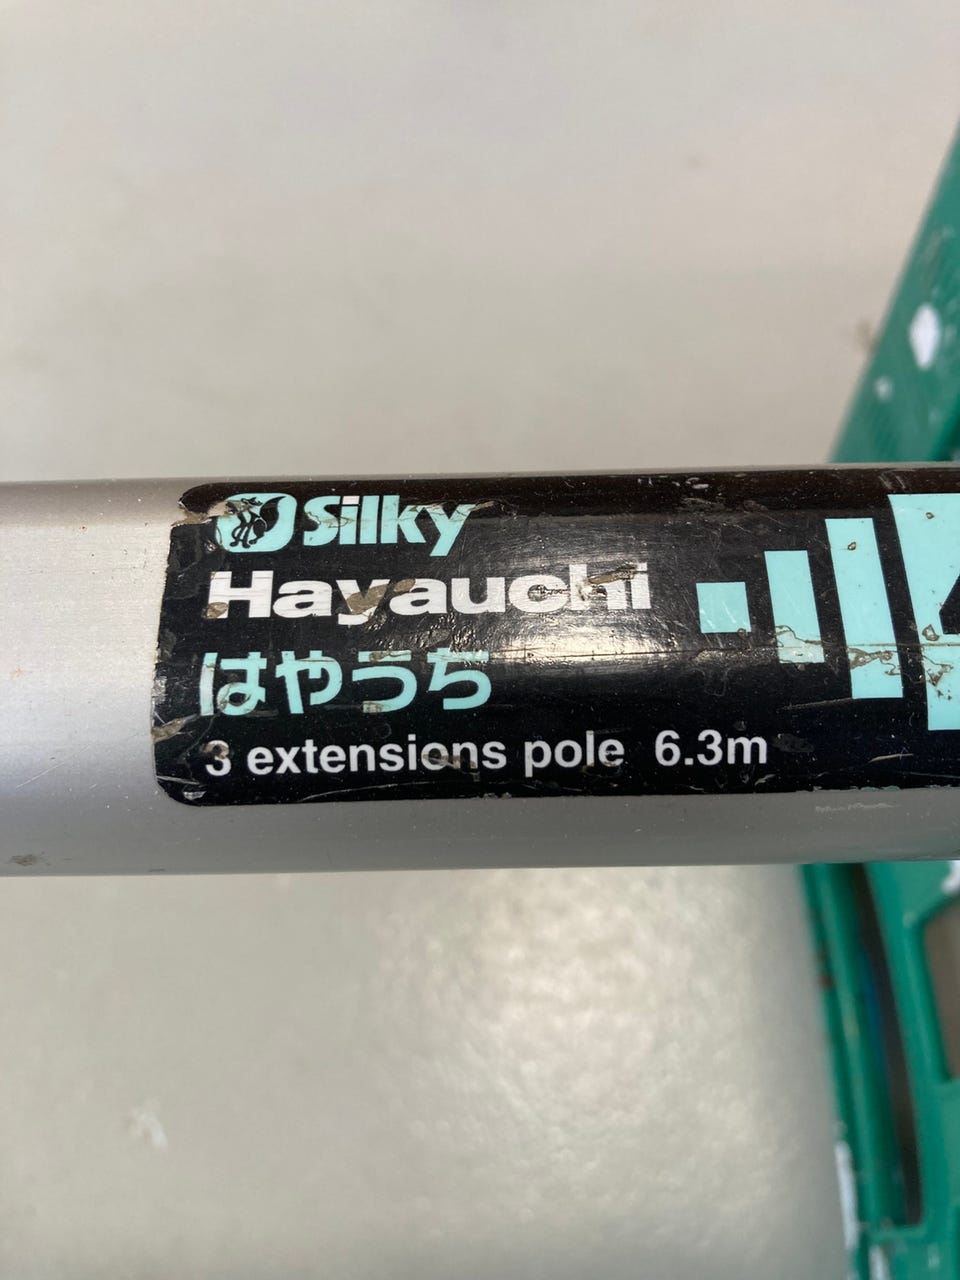 Silky
Hayauchi
はやうち
3 extensions pole 6.3m